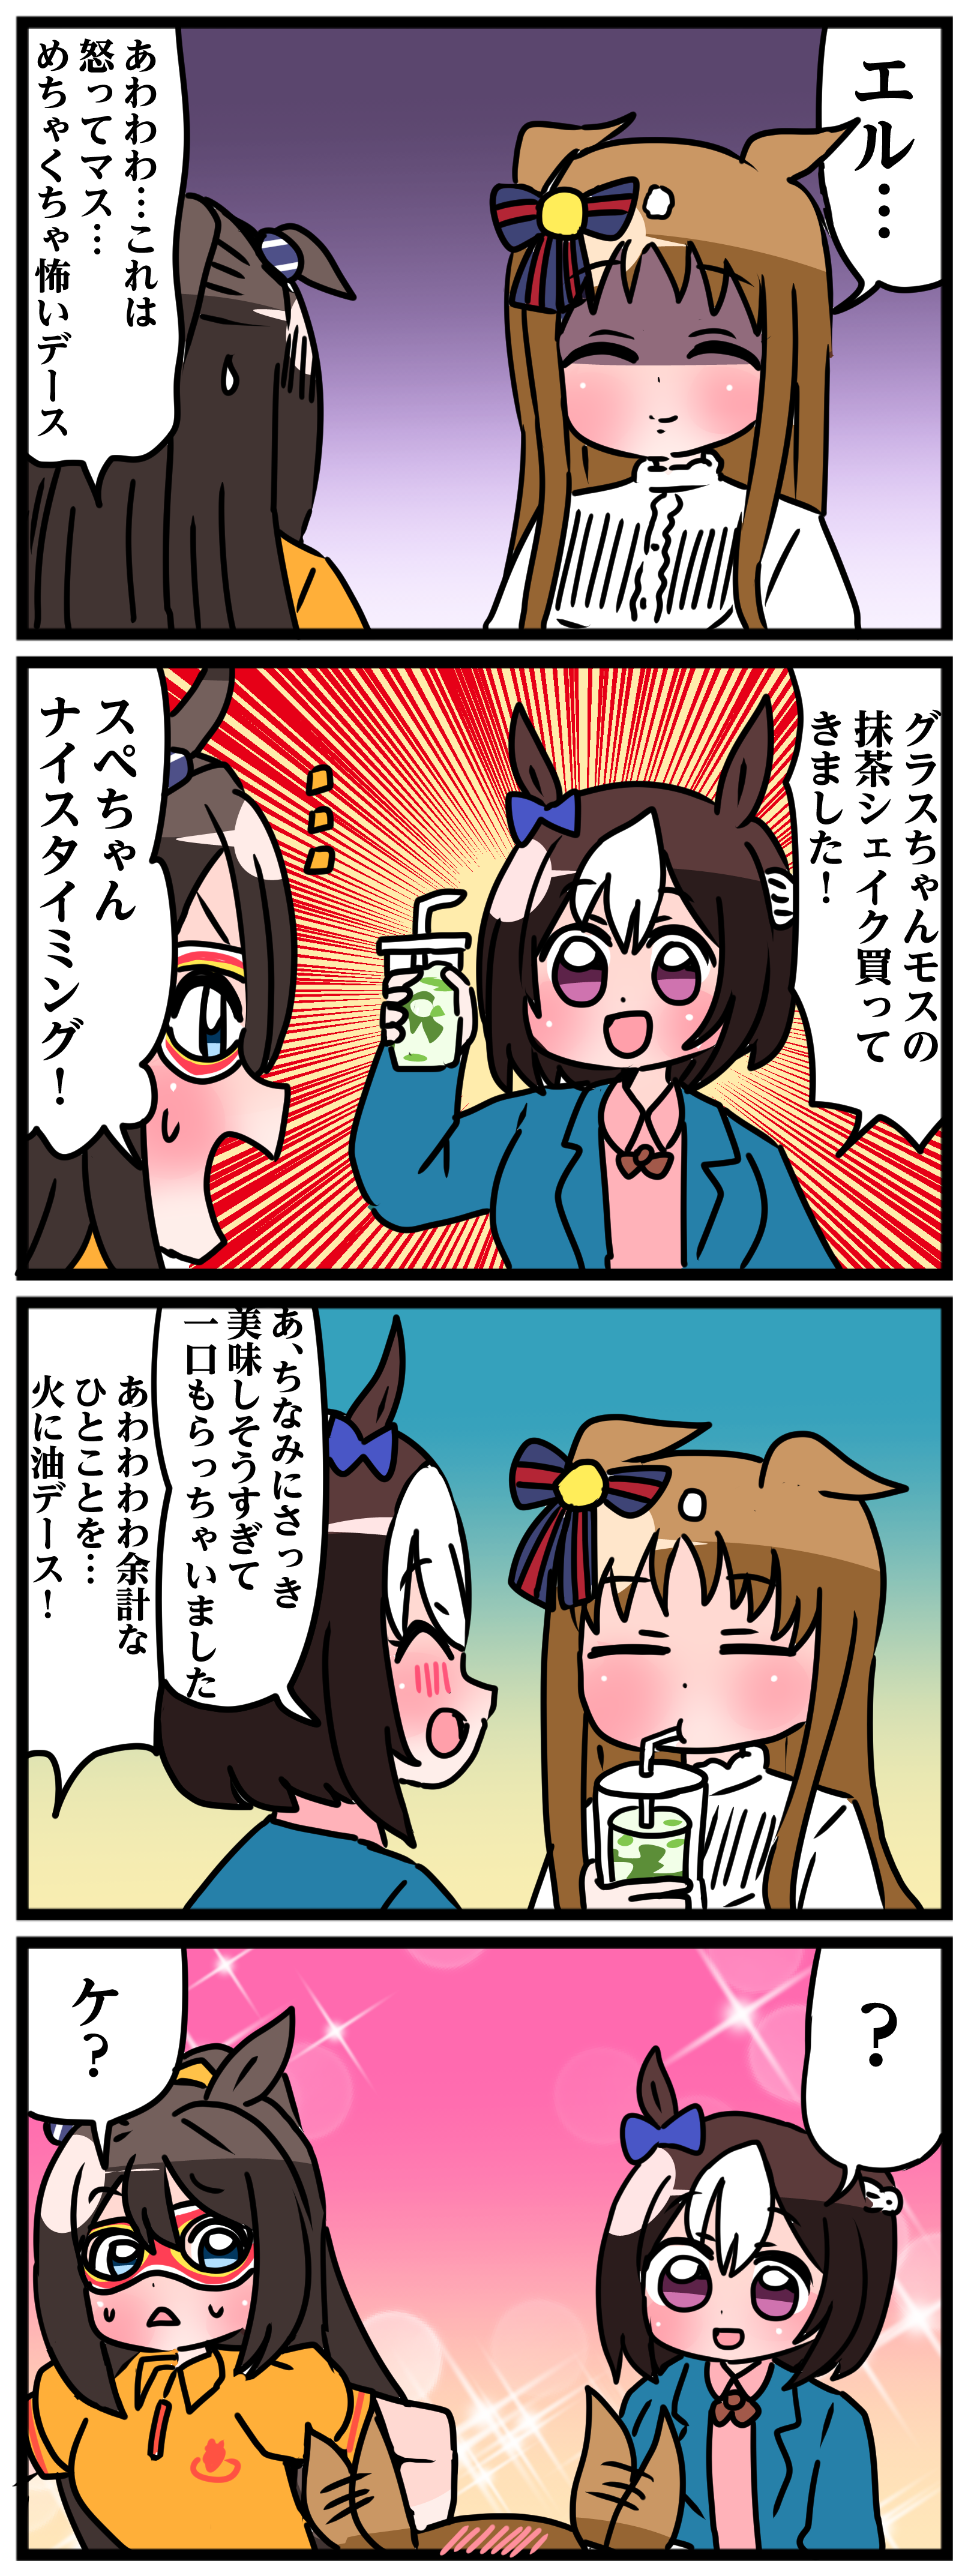 エル…
あわわわ…これは
怒ってマス…
めちゃくちゃ怖いデース
グラスちゃんモスの
抹茶シェイク買って
きました！
スペちゃん
ナイスタイミング！
あ、ちなみにさっき
美味しそうすぎて
一口もらっちゃいました
あわわわわ余計な
ひとことを…
火に油デース！
？
ケ？